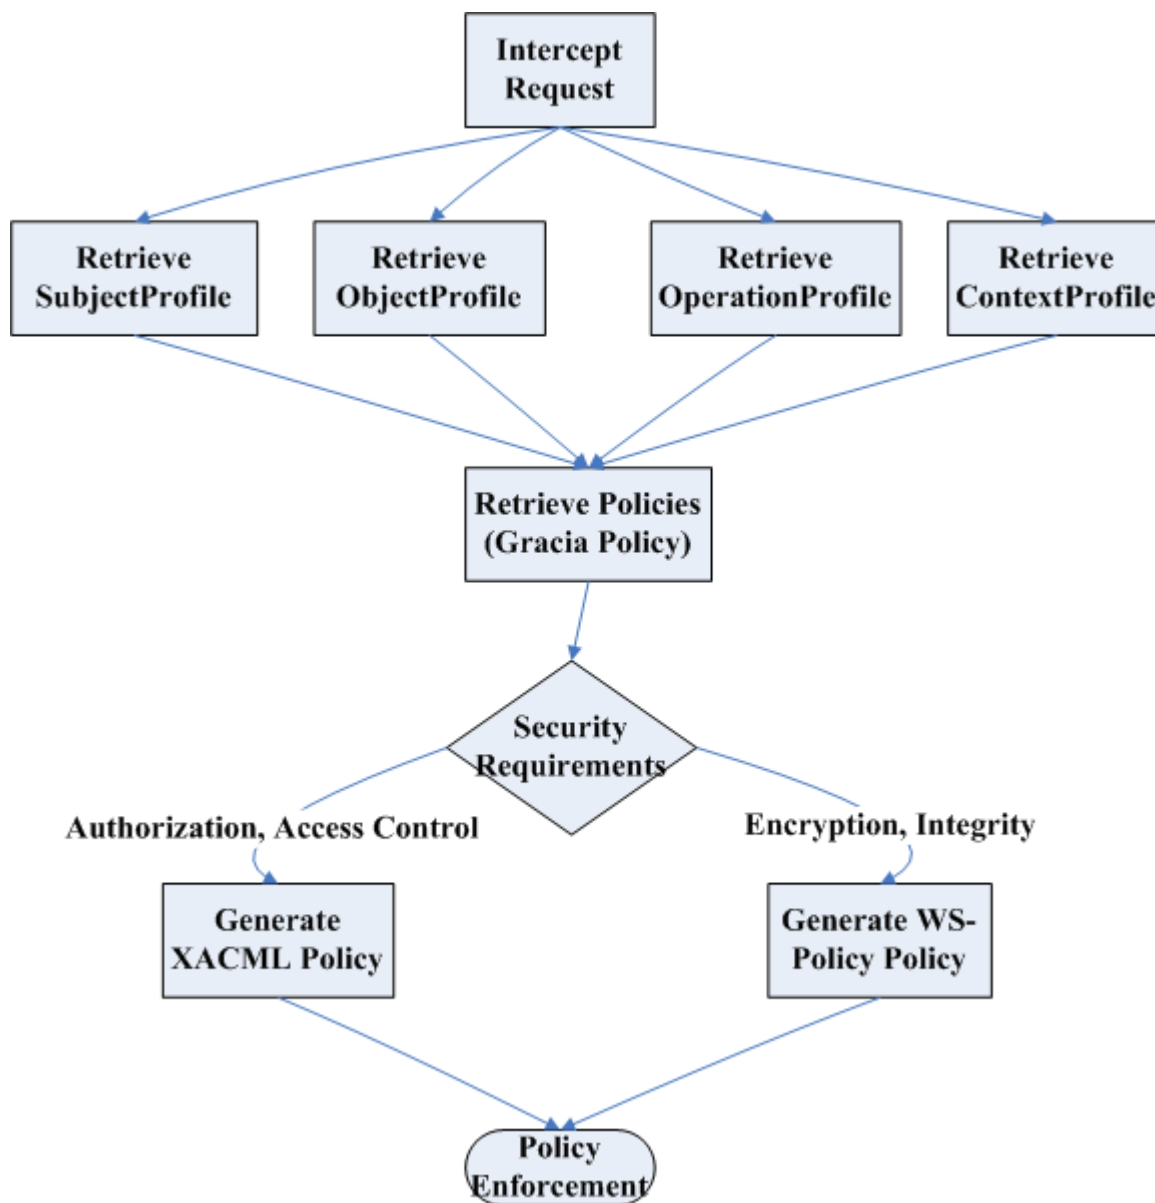 Intercept
Request
Retrieve
SubjectProfile
Retrieve
ObjectProfile
Retrieve
OperationProfile
Retrieve
ContextProfile
Retrieve Policies
(Gracia Policy)
Security
Requirements
Authorization, Access Control
Encryption, Integrity
Generate
XACML Policy
Generate WS-
Policy Policy
Policy
Enforcement